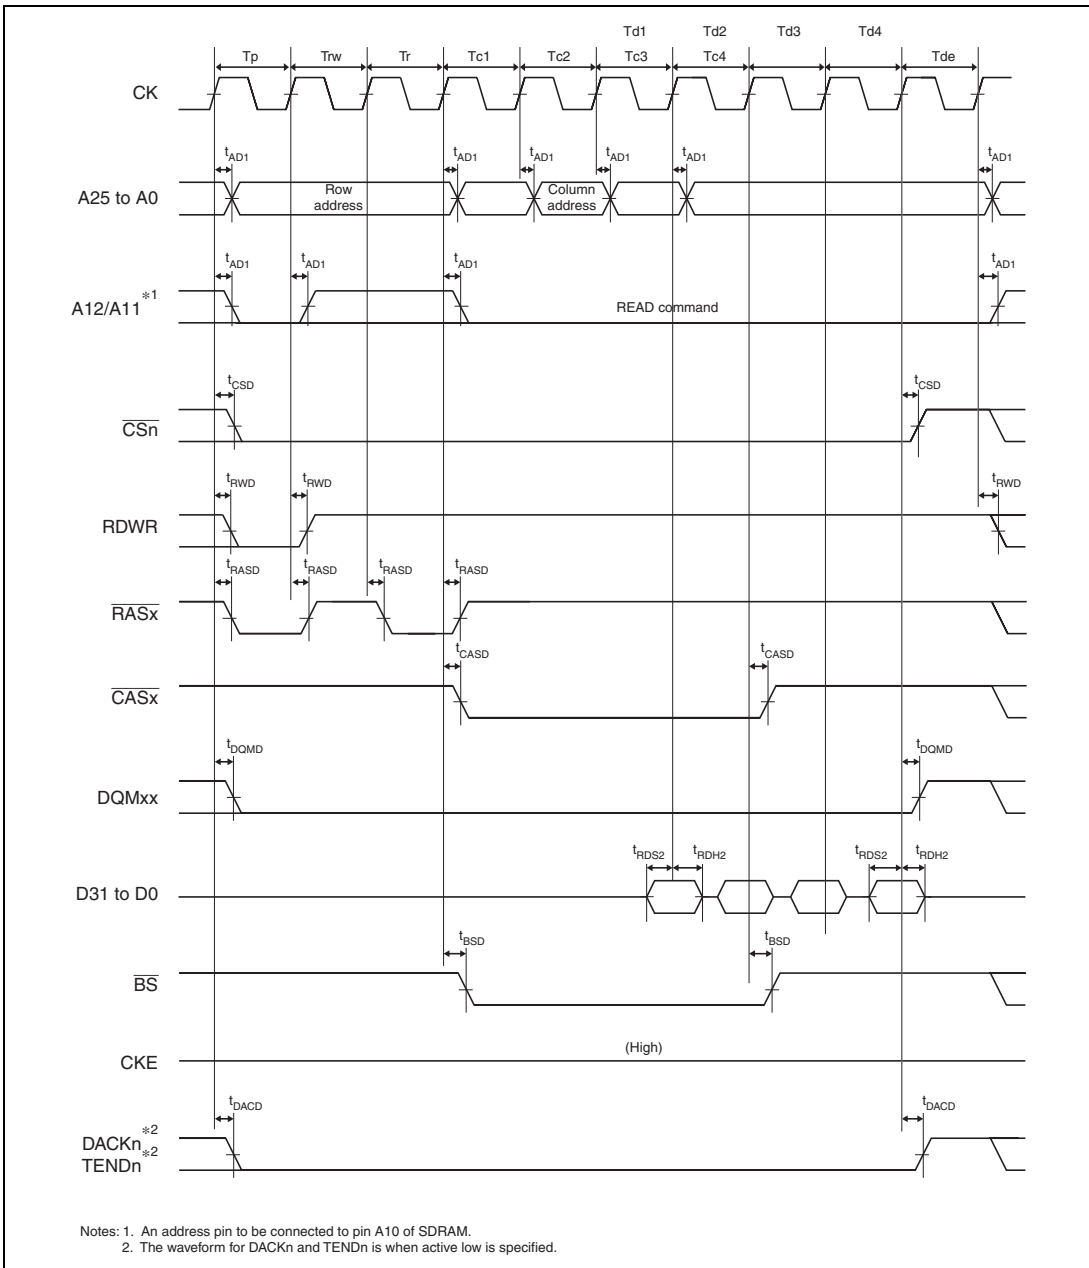 Td1 Td2 Td3 Td4
Tp Trw Tr Tc1 Tc2 Tc3 Tc4 Tde
CK
tAD1 tAD1 tAD1 tAD1 tAD1 tAD1
A25 to A0
Row address
Column address
tAD1 tAD1 tAD1 tAD1
A12/A11 *1
READ command
tCSD tCSD
CSn
tRWD tRWD tRWD
RDWR
tRASD tRASD tRASD tRASD
RASx
tCASD tCASD
CASx
tDQMD tDQMD
DQMxx
tRDS2 tRDH2 tRDS2 tRDH2
D31 to D0
tBSD tBSD
BS
(High)
CKE
tDACD tDACD
DACKn *2
TENDn *2
Notes: 1. An address pin to be connected to pin A10 of SDRAM.
2. The waveform for DACKn and TENDn is when active low is specified.